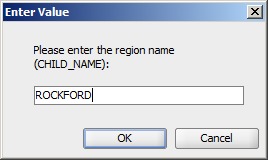 Enter Value
Please enter the region name
(CHILD_NAME):
ROCKFORD
OK
Cancel